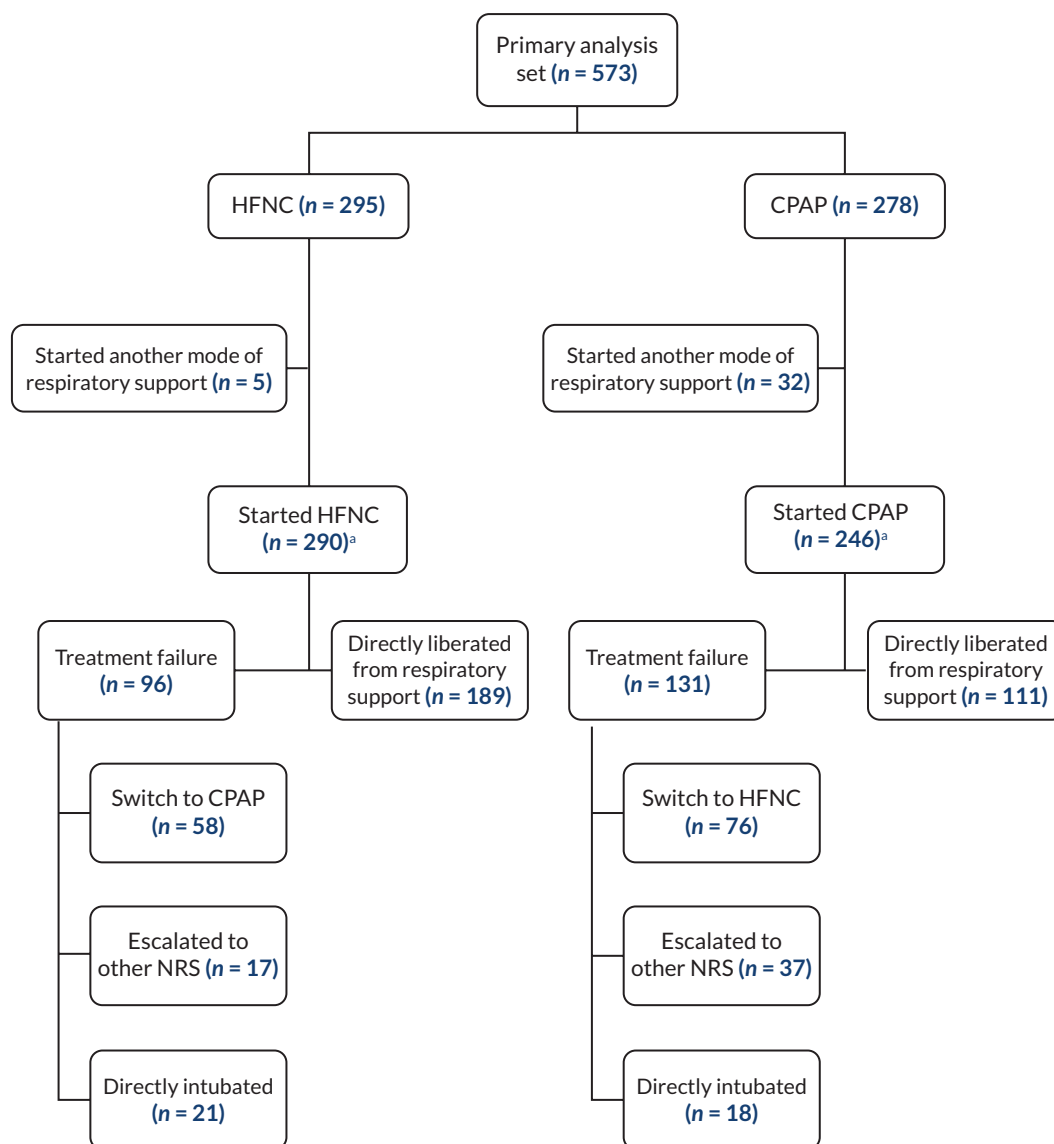 Primary analysis
set (n = 573)
HFNC (n = 295)
CPAP (n = 278)
Started another mode of
respiratory support (n = 5)
Started another mode of
respiratory support (n = 32)
Started HFNC
(n = 290)a
Started CPAP
(n = 246)a
Treatment failure
(n = 96)
Directly liberated
from respiratory
support (n = 189)
Treatment failure
(n = 131)
Directly liberated
from respiratory
support (n = 111)
Switch to CPAP
(n = 58)
Switch to HFNC
(n = 76)
Escalated to
other NRS (n = 17)
Escalated to
other NRS (n = 37)
Directly intubated
(n = 21)
Directly intubated
(n = 18)